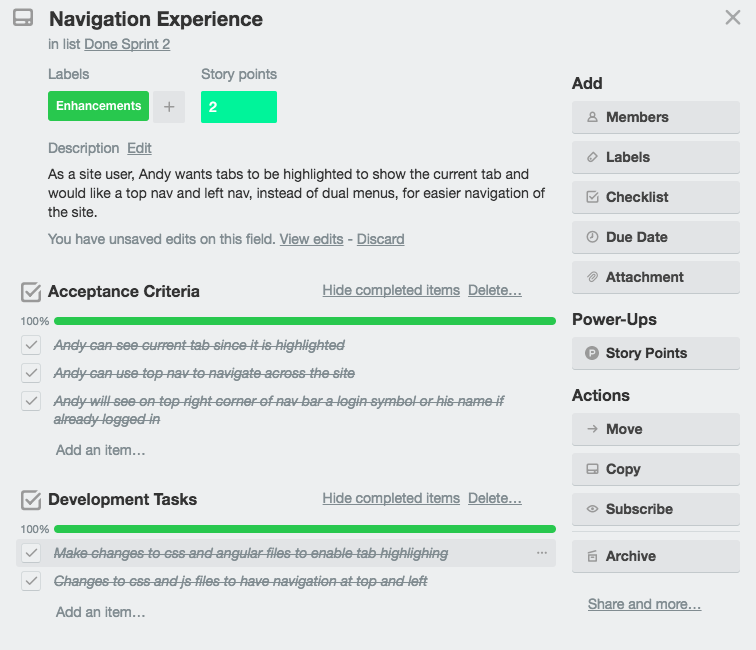 Navigation Experience
in list Done Sprint 2
Labels
Story points
Enhancements
+
2
Description Edit
As a site user, Andy wants tabs to be highlighted to show the current tab and
would like a top nav and left nav, instead of dual menus, for easier navigation of
the site.
You have unsaved edits on this field. View edits - Discard
Acceptance Criteria
Hide completed items Delete…
100%
Andy can see current tab since it is highlighted
Andy can use top nav to navigate across the site
Andy will see on top right corner of nav bar a login symbol or his name if
already logged in
Add an item…
Development Tasks
Hide completed items Delete…
100%
Make changes to css and angular files to enable tab highlighing
Changes to css and js files to have navigation at top and left
Add an item…
Add
Members
Labels
Checklist
Due Date
Attachment
Power-Ups
P Story Points
Actions
Move
Copy
Subscribe
Archive
Share and more…